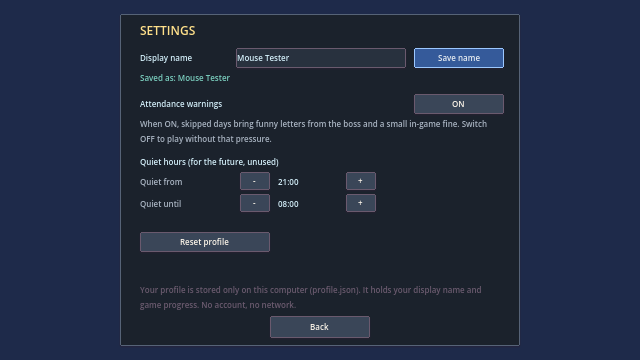 SETTINGS
Display name Mouse Tester Save name
Saved as: Mouse Tester
Attendance warnings ON
When ON, skipped days bring funny letters from the boss and a small in-game fine. Switch
OFF to play without that pressure.
Quiet hours (for the future, unused)
Quiet from - 21:00 +
Quiet until - 08:00 +
Reset profile
Your profile is stored only on this computer (profile.json). It holds your display name and
game progress. No account, no network.
Back